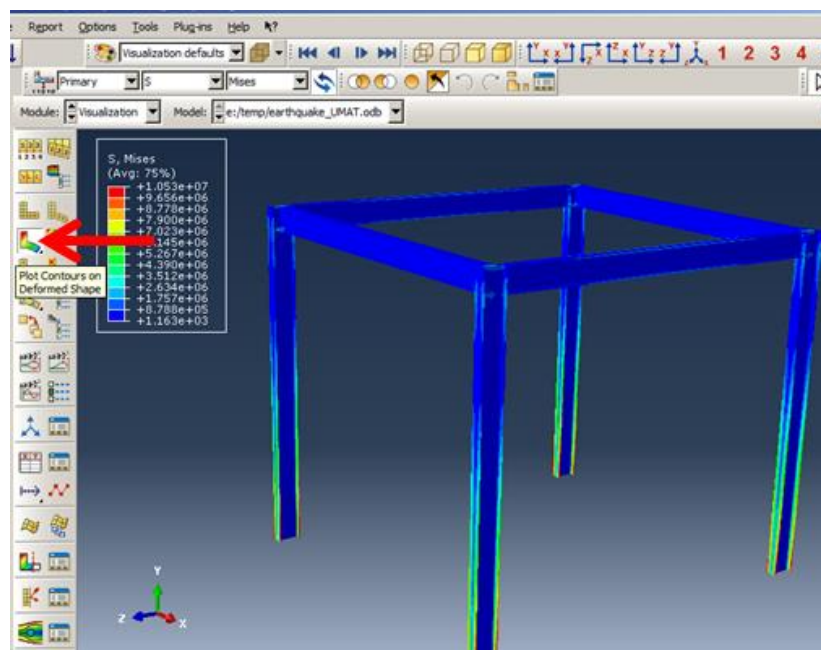 Report Options Tools Plug-ins Help
Visualization defaults
1 2 3 4
Primary S Mises
Module: Visualization Model: e:/temp/earthquake_UMAT.odb
S, Mises
(Avg: 75%)
+1.053e+07
+9.656e+06
+8.778e+06
+7.900e+06
+7.023e+06
145e+06
+5.267e+06
+4.390e+06
+3.512e+06
+2.634e+06
+1.757e+06
+8.788e+05
+1.163e+03
Plot Contours on
Deformed Shape
Y
Z X